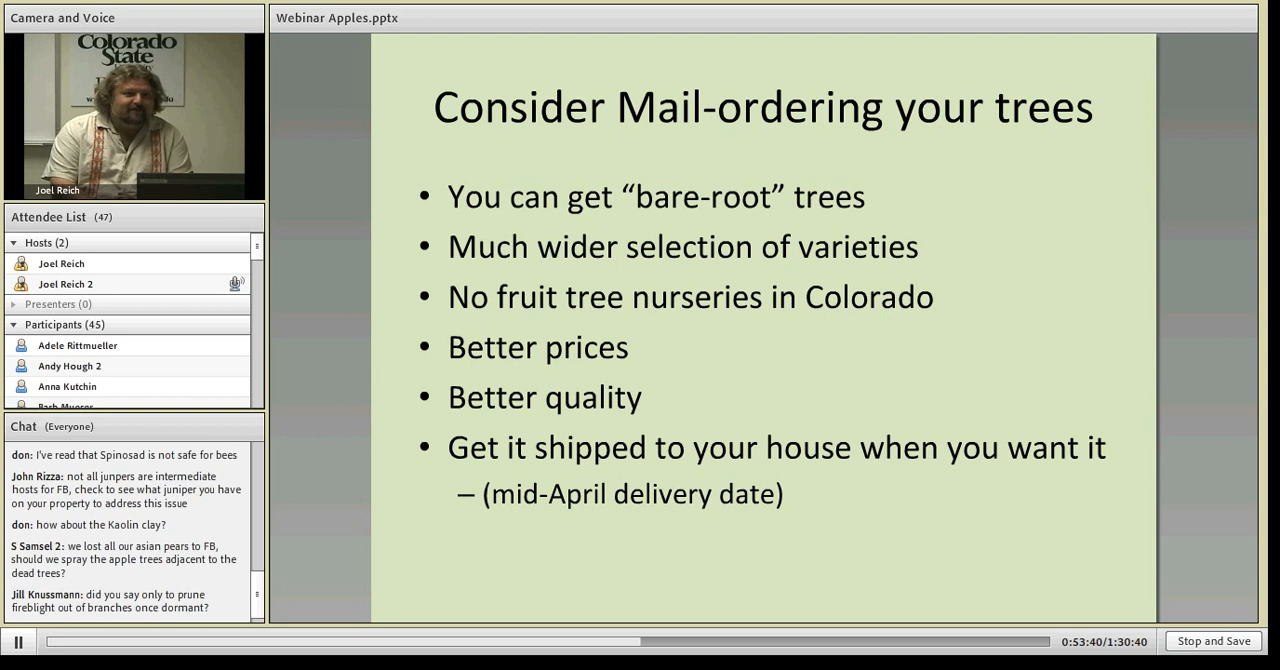 Camera and Voice
Colorado
State
Joel Reich
Attendee List (47)
Hosts (2)
Joel Reich
Joel Reich 2
Presenters (0)
Participants (45)
Adele Rittmueller
Andy Hough 2
Anna Kutchin
Chat (Everyone)
don: I've read that Spinosad is not safe for bees
John Rizza: not all junpers are intermediate
hosts for FB, check to see what juniper you have
on your property to address this issue
don: how about the Kaolin clay?
S Samsel 2: we lost all our asian pears to FB,
should we spray the apple trees adjacent to the
dead trees?
Jill Knussmann: did you say only to prune
fireblight out of branches once dormant?
Webinar Apples.pptx
Consider Mail-ordering your trees
• You can get “bare-root” trees
• Much wider selection of varieties
• No fruit tree nurseries in Colorado
• Better prices
• Better quality
• Get it shipped to your house when you want it
– (mid-April delivery date)
0:53:40/1:30:40
Stop and Save